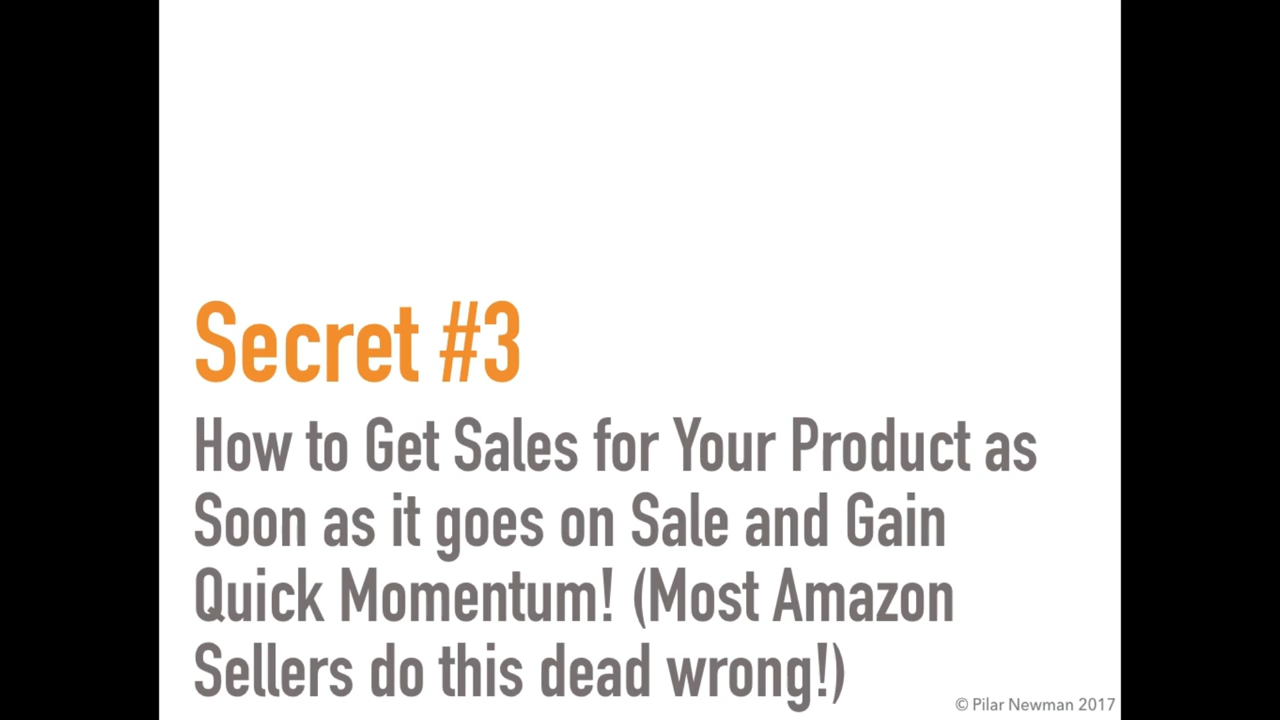 Secret #3
How to Get Sales for Your Product as
Soon as it goes on Sale and Gain
Quick Momentum! (Most Amazon
Sellers do this dead wrong!)
© Pilar Newman 2017